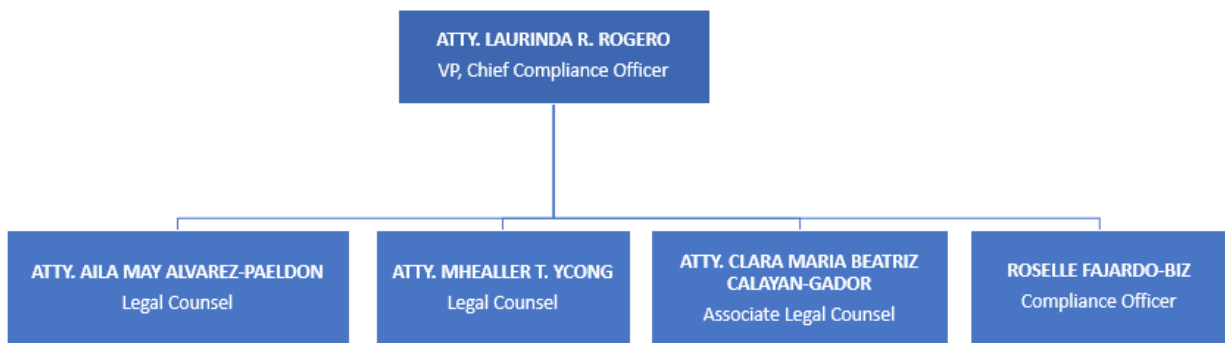 ATTY. LAURINDA R. ROGERO
VP, Chief Compliance Officer
ATTY. AILA MAY ALVAREZ-PAELDON
Legal Counsel
ATTY. MHEALLER T. YCONG
Legal Counsel
ATTY. CLARA MARIA BEATRIZ
CALAYAN-GADOR
Associate Legal Counsel
ROSELLE FAJARDO-BIZ
Compliance Officer